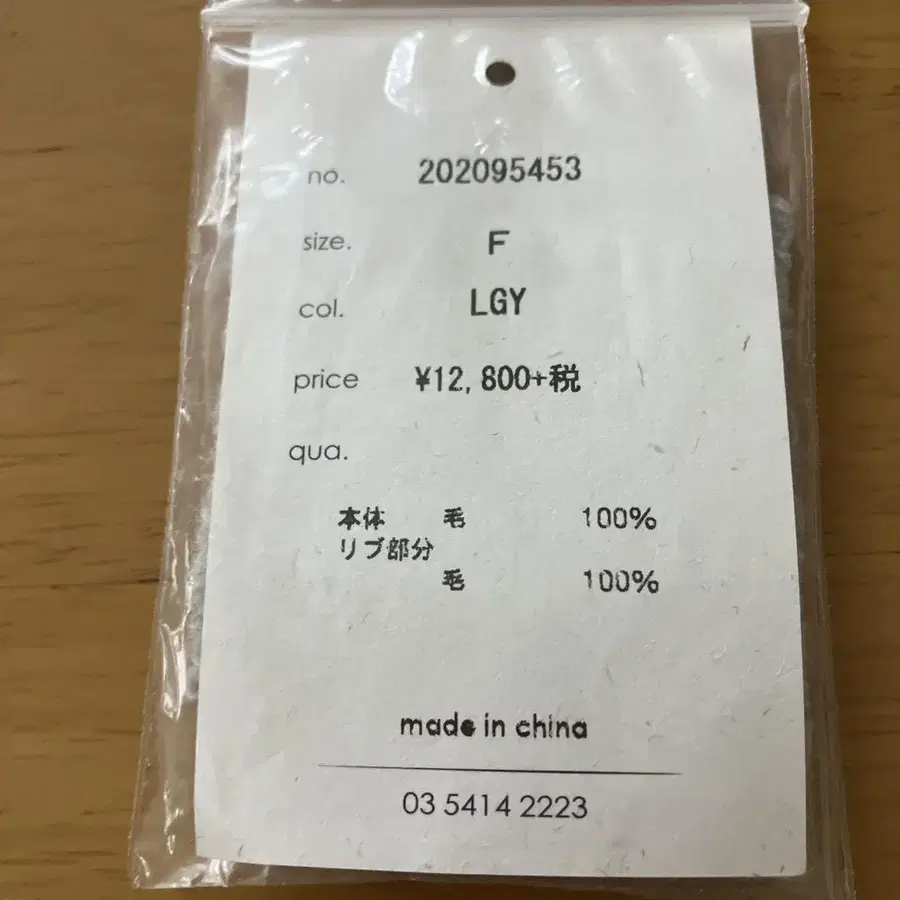 no. 202095453
size. F
col. LGY
price ¥12,800+税
qua.
本体 毛 100%
リブ部分
毛 100%
made in china
03 5414 2223